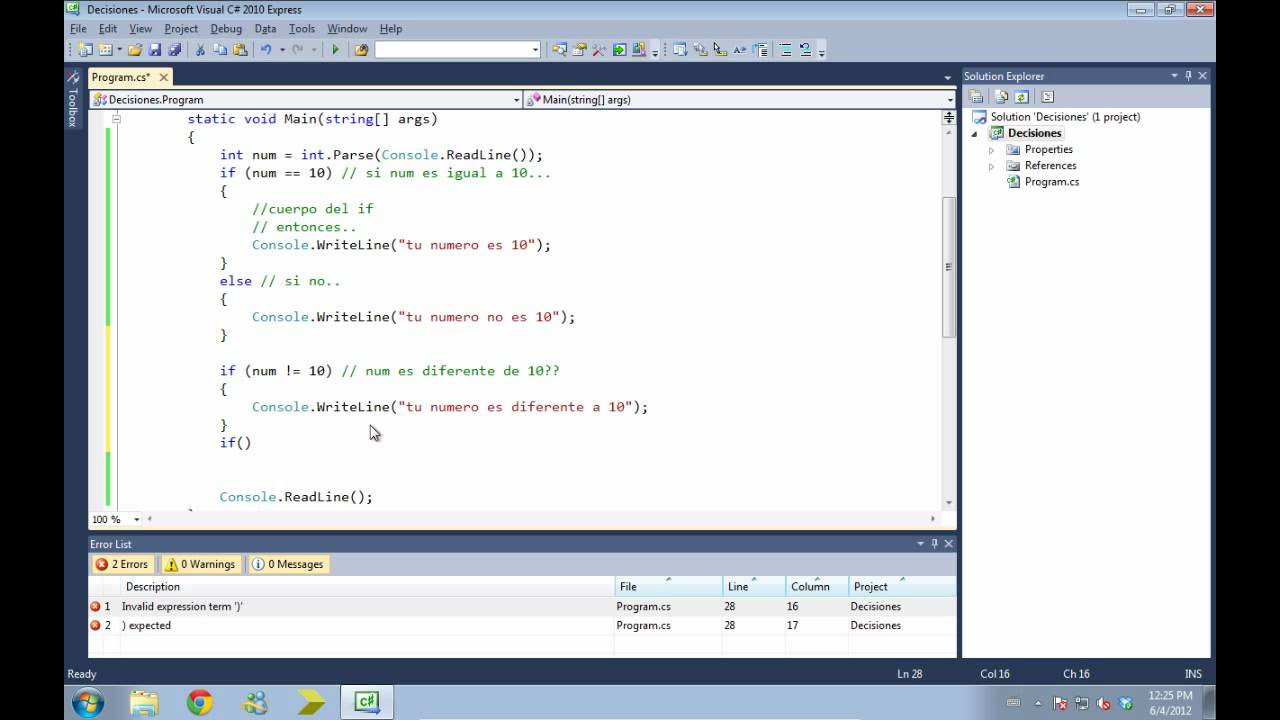 Decisiones - Microsoft Visual C# 2010 Express
File Edit View Project Debug Data Tools Window Help
Toolbox
Program.cs*
Decisiones.Program Main(string[] args)
static void Main(string[] args)
{
int num = int.Parse(Console.ReadLine());
if (num == 10) // si num es igual a 10...
{
//cuerpo del if
// entonces..
Console.WriteLine("tu numero es 10");
}
else // si no..
{
Console.WriteLine("tu numero no es 10");
}
if (num != 10) // num es diferente de 10??
{
Console.WriteLine("tu numero es diferente a 10");
}
if()
Console.ReadLine();
100 %
Solution Explorer
Solution 'Decisiones' (1 project)
Decisiones
Properties
References
Program.cs
Error List
2 Errors 0 Warnings 0 Messages
Description File Line Column Project
1 Invalid expression term ')' Program.cs 28 16 Decisiones
2 ) expected Program.cs 28 17 Decisiones
Ready Ln 28 Col 16 Ch 16 INS
C#
12:25 PM
6/4/2012